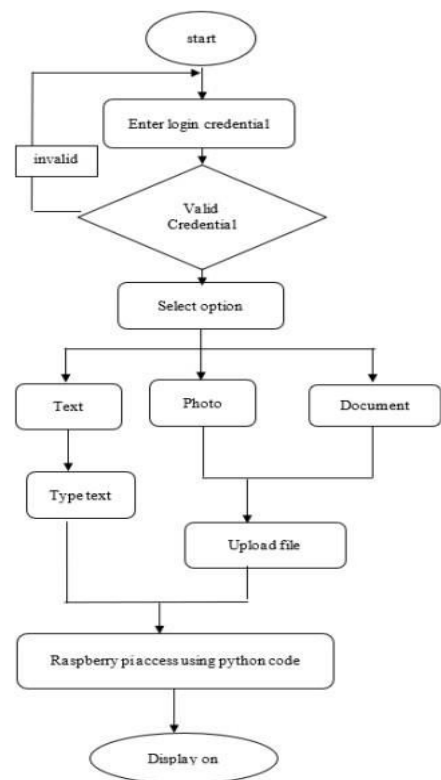 start
Enter login credential
invalid
Valid
Credential
Select option
Text
Photo
Document
Type text
Upload file
Raspberry pi access using python code
Display on